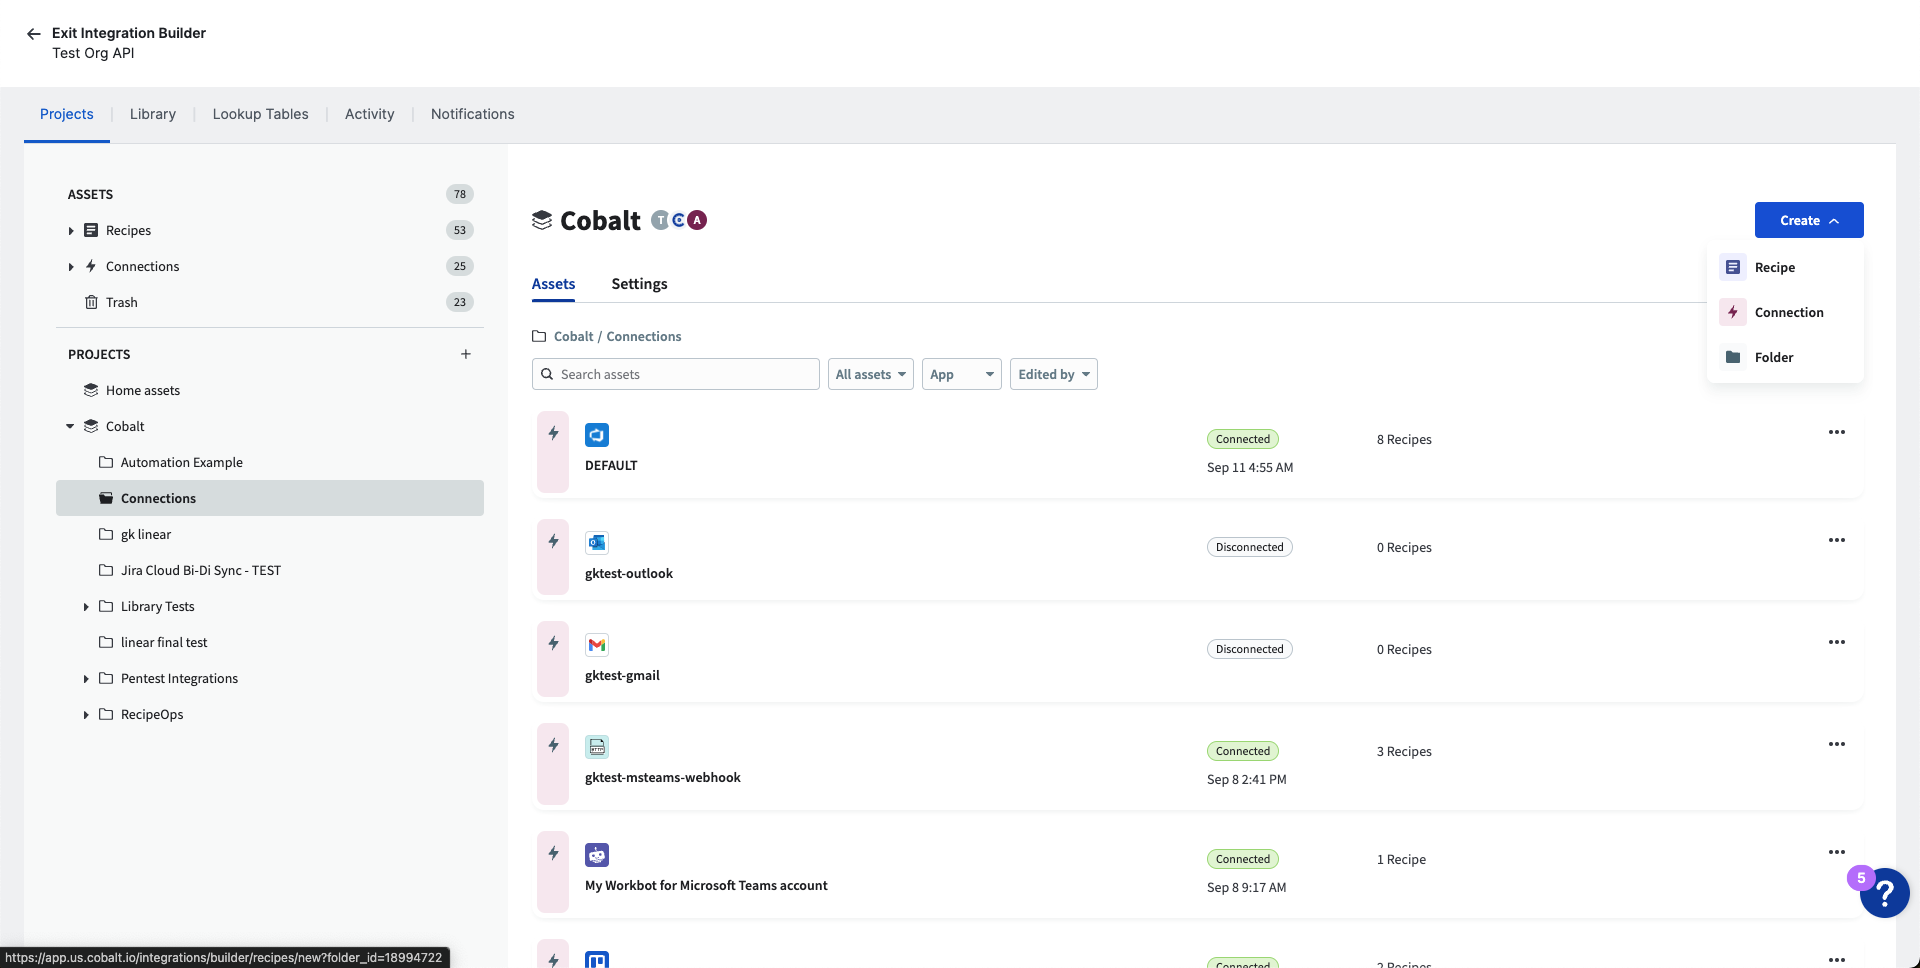 Exit Integration Builder
Test Org API
Projects
Library
Lookup Tables
Activity
Notifications
ASSETS
78
Recipes
53
Connections
25
Trash
23
PROJECTS
Home assets
Cobalt
Automation Example
Connections
gk linear
Jira Cloud Bi-Di Sync - TEST
Library Tests
linear final test
Pentest Integrations
RecipeOps
Cobalt
T
C
A
Create
Recipe
Connection
Folder
Assets
Settings
Cobalt / Connections
Search assets
All assets
App
Edited by
DEFAULT
Connected
Sep 11 4:55 AM
8 Recipes
gktest-outlook
Disconnected
0 Recipes
gktest-gmail
Disconnected
0 Recipes
HTTP
gktest-msteams-webhook
Connected
Sep 8 2:41 PM
3 Recipes
My Workbot for Microsoft Teams account
Connected
Sep 8 9:17 AM
1 Recipe
Connected
2 Recipes
5
?
https://app.us.cobalt.io/integrations/builder/recipes/new?folder_id=18994722